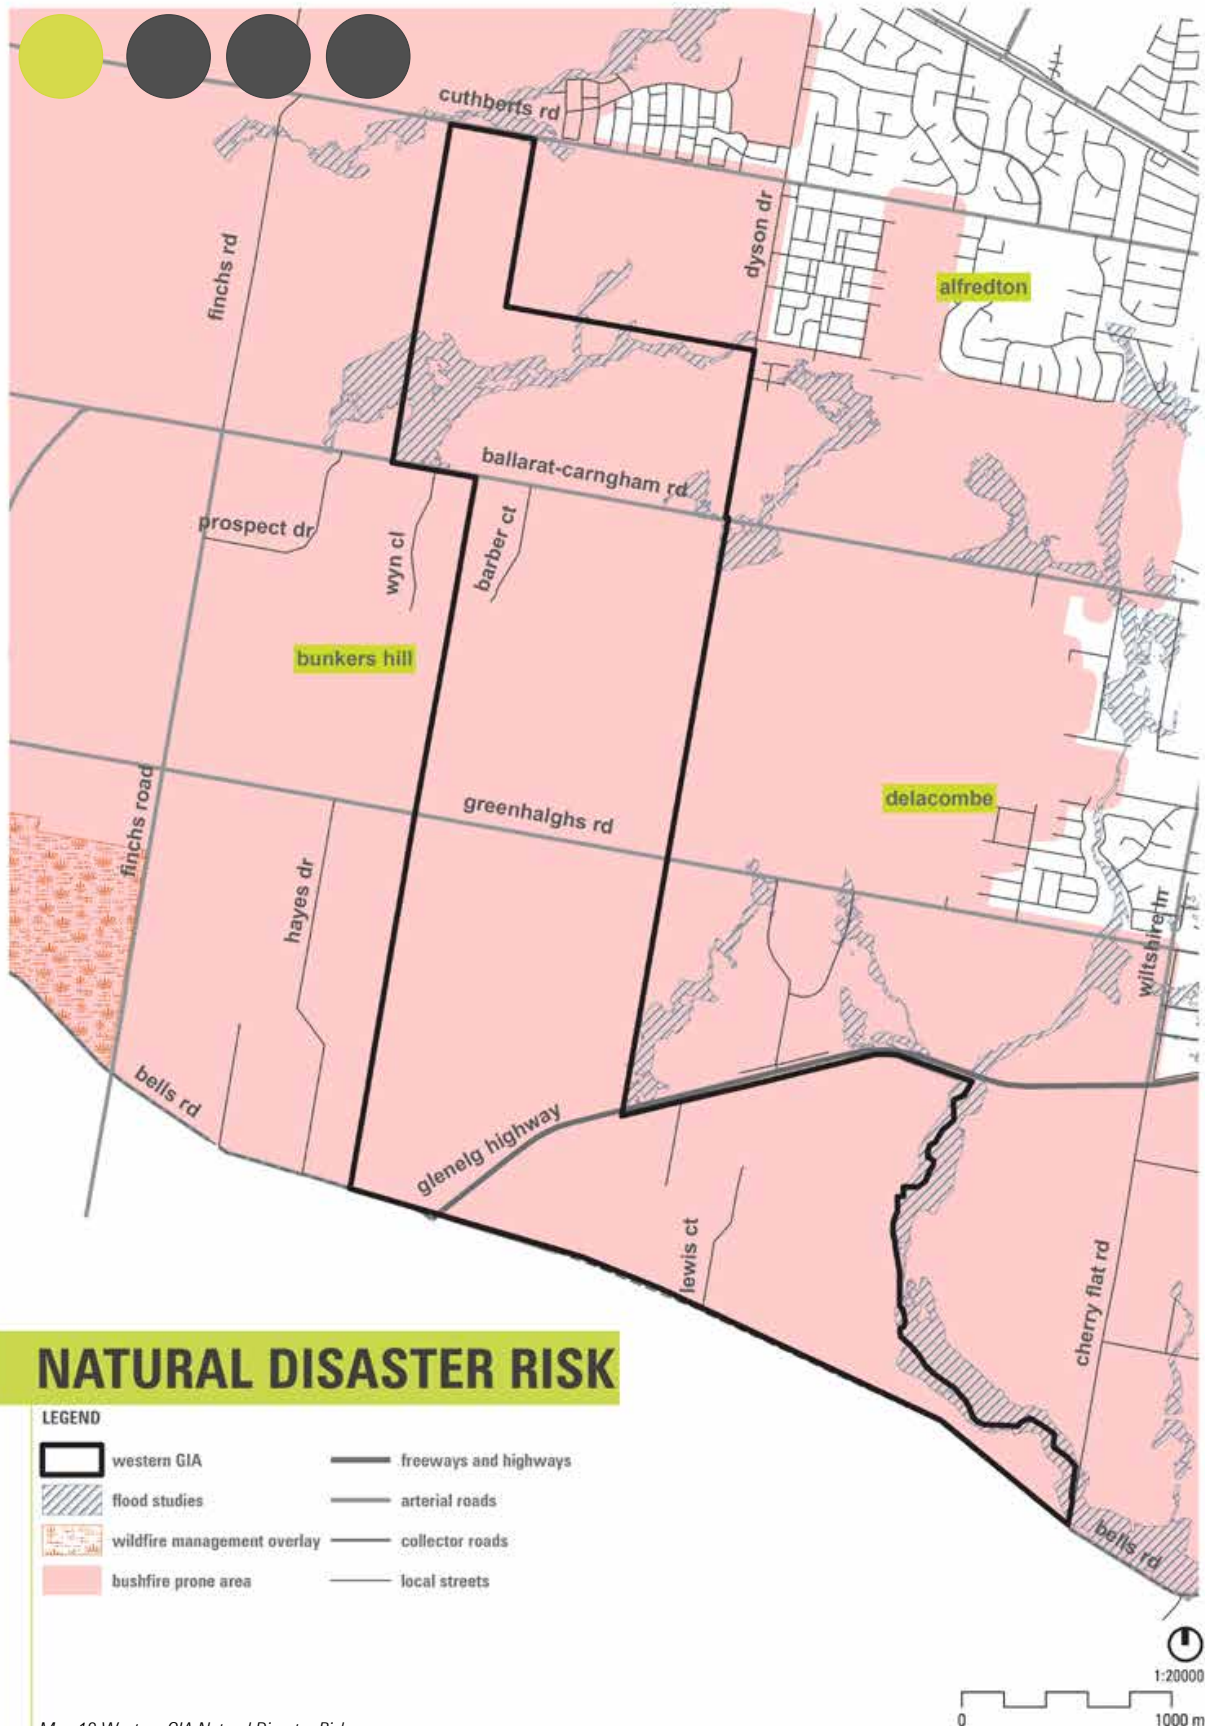 cuthberts rd
dyson dr
finchs rd
alfredton
ballarat-carngham rd
prospect dr
wyn cl
barber ct
bunkers hill
finchs road
greenhalghs rd
delacombe
hayes dr
wiltshire ln
bells rd
glenelg highway
lewis ct
cherry flat rd
bells rd
NATURAL DISASTER RISK
LEGEND
western GIA
flood studies
wildfire management overlay
bushfire prone area
freeways and highways
arterial roads
collector roads
local streets
1:20000
0 1000 m